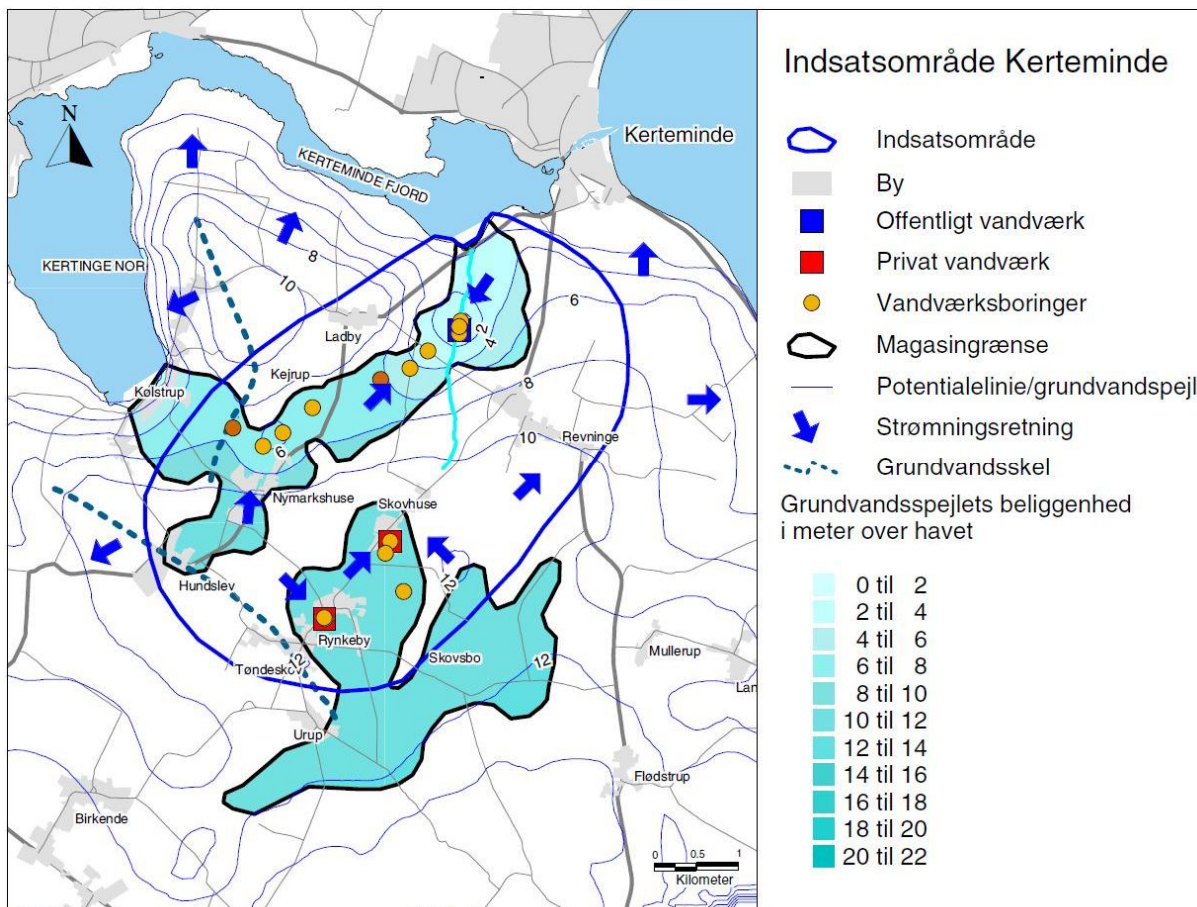 Indsatsområde Kerteminde
Indsatsområde
By
Offentligt vandværk
Privat vandværk
Vandværksboringer
Magasingrænse
Potentialelinie/grundvandspejl
Strømningsretning
Grundvandsskel
Grundvandsspejlets beliggenhed
i meter over havet
0 til 2
2 til 4
4 til 6
6 til 8
8 til 10
10 til 12
12 til 14
14 til 16
16 til 18
18 til 20
20 til 22
N
Kerteminde
KERTEMINDE FJORD
KERTINGE NOR
8
10
6
2
4
Ladby
Kejrup
Kølstrup
8
10
Revninge
6
Nymarkshuse
Skovhuse
Hundslev
12
Rynkeby
Tøndeskov
12
Skovsbo
12
Mullerup
Lan
Urup
Flødstrup
Birkende
0 0.5 1
Kilometer